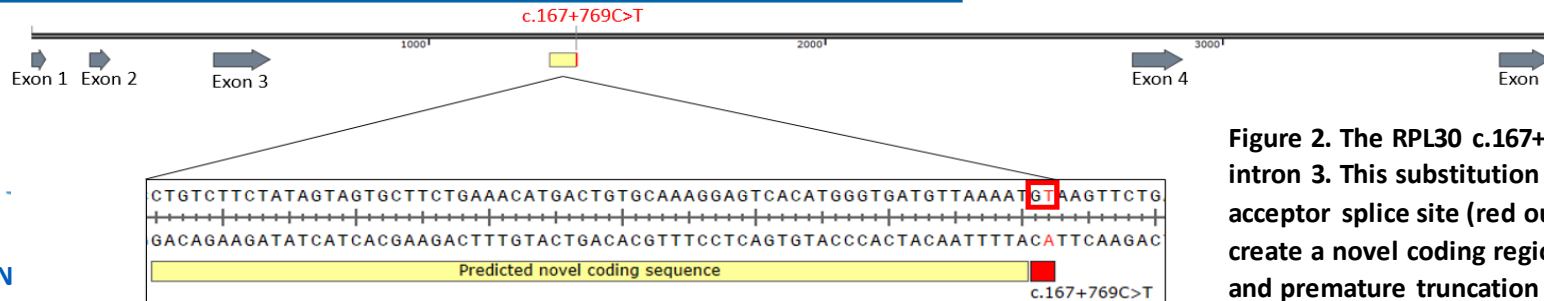 c.167+769C>T
1000
2000
3000
Exon 1
Exon 2
Exon 3
Exon 4
Exon
CTGTCTTCTATAGTAGTGCTTCTGAAACATGACTGTGCAAAGGAGTCACATGGGTGATGTTAAAATGTAAGTTCTGA
GACAGAAGATATCATCACGAAGACTTTGTACTGACACGTTTCCTCAGTGTACCCACTACAATTTTACATTCAAGACT
Predicted novel coding sequence
c.167+769C>T
N
Figure 2. The RPL30 c.167+
intron 3. This substitution
acceptor splice site (red ou
create a novel coding regio
and premature truncation